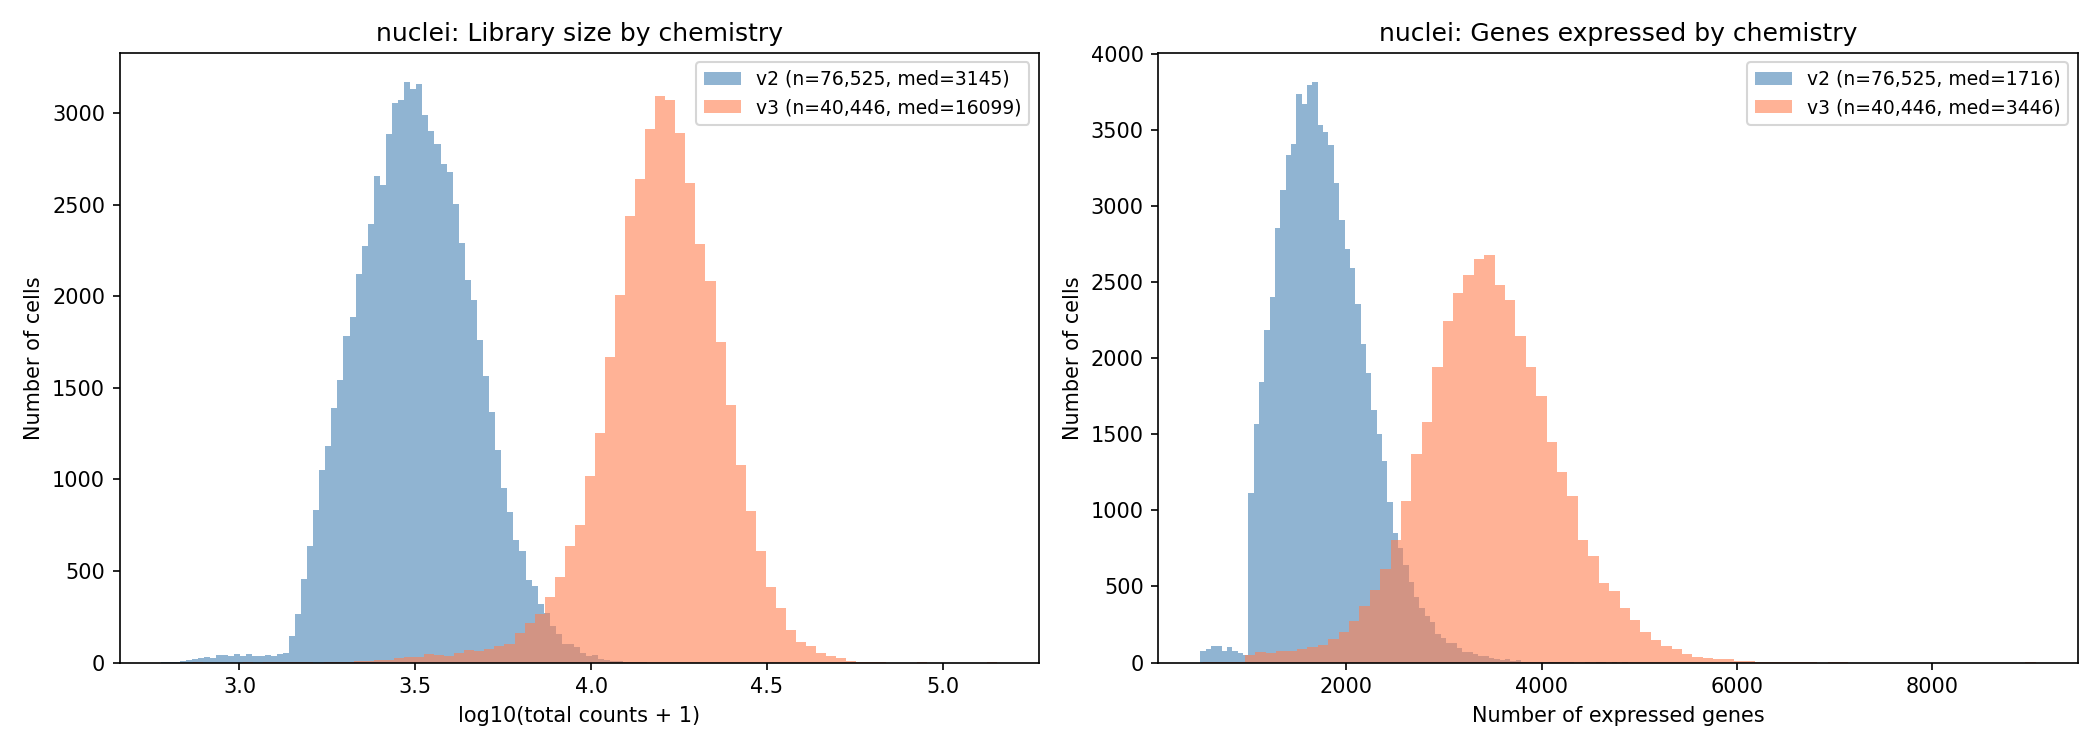 nuclei: Library size by chemistry
v2 (n=76,525, med=3145)
v3 (n=40,446, med=16099)
Number of cells
3000
2500
2000
1500
1000
500
0
3.0 3.5 4.0 4.5 5.0
log10(total counts + 1)
nuclei: Genes expressed by chemistry
v2 (n=76,525, med=1716)
v3 (n=40,446, med=3446)
Number of cells
4000
3500
3000
2500
2000
1500
1000
500
0
2000 4000 6000 8000
Number of expressed genes